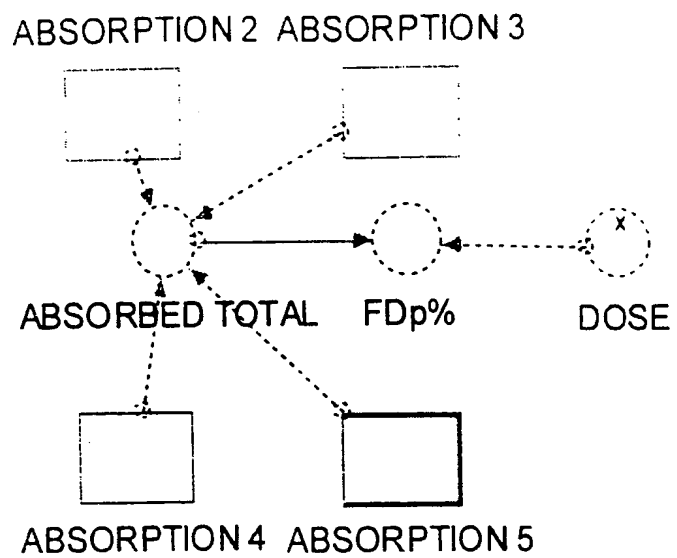 ABSORPTION 2 ABSORPTION 3
x
ABSORBED TOTAL FDp% DOSE
ABSORPTION 4 ABSORPTION 5